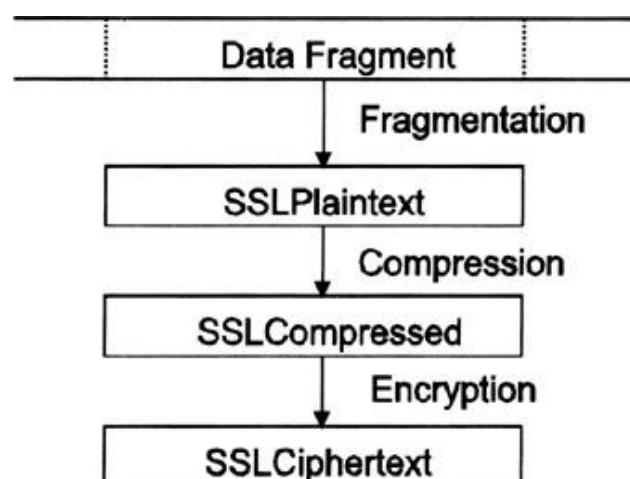 Data Fragment
Fragmentation
SSLPlaintext
Compression
SSLCompressed
Encryption
SSLCiphertext